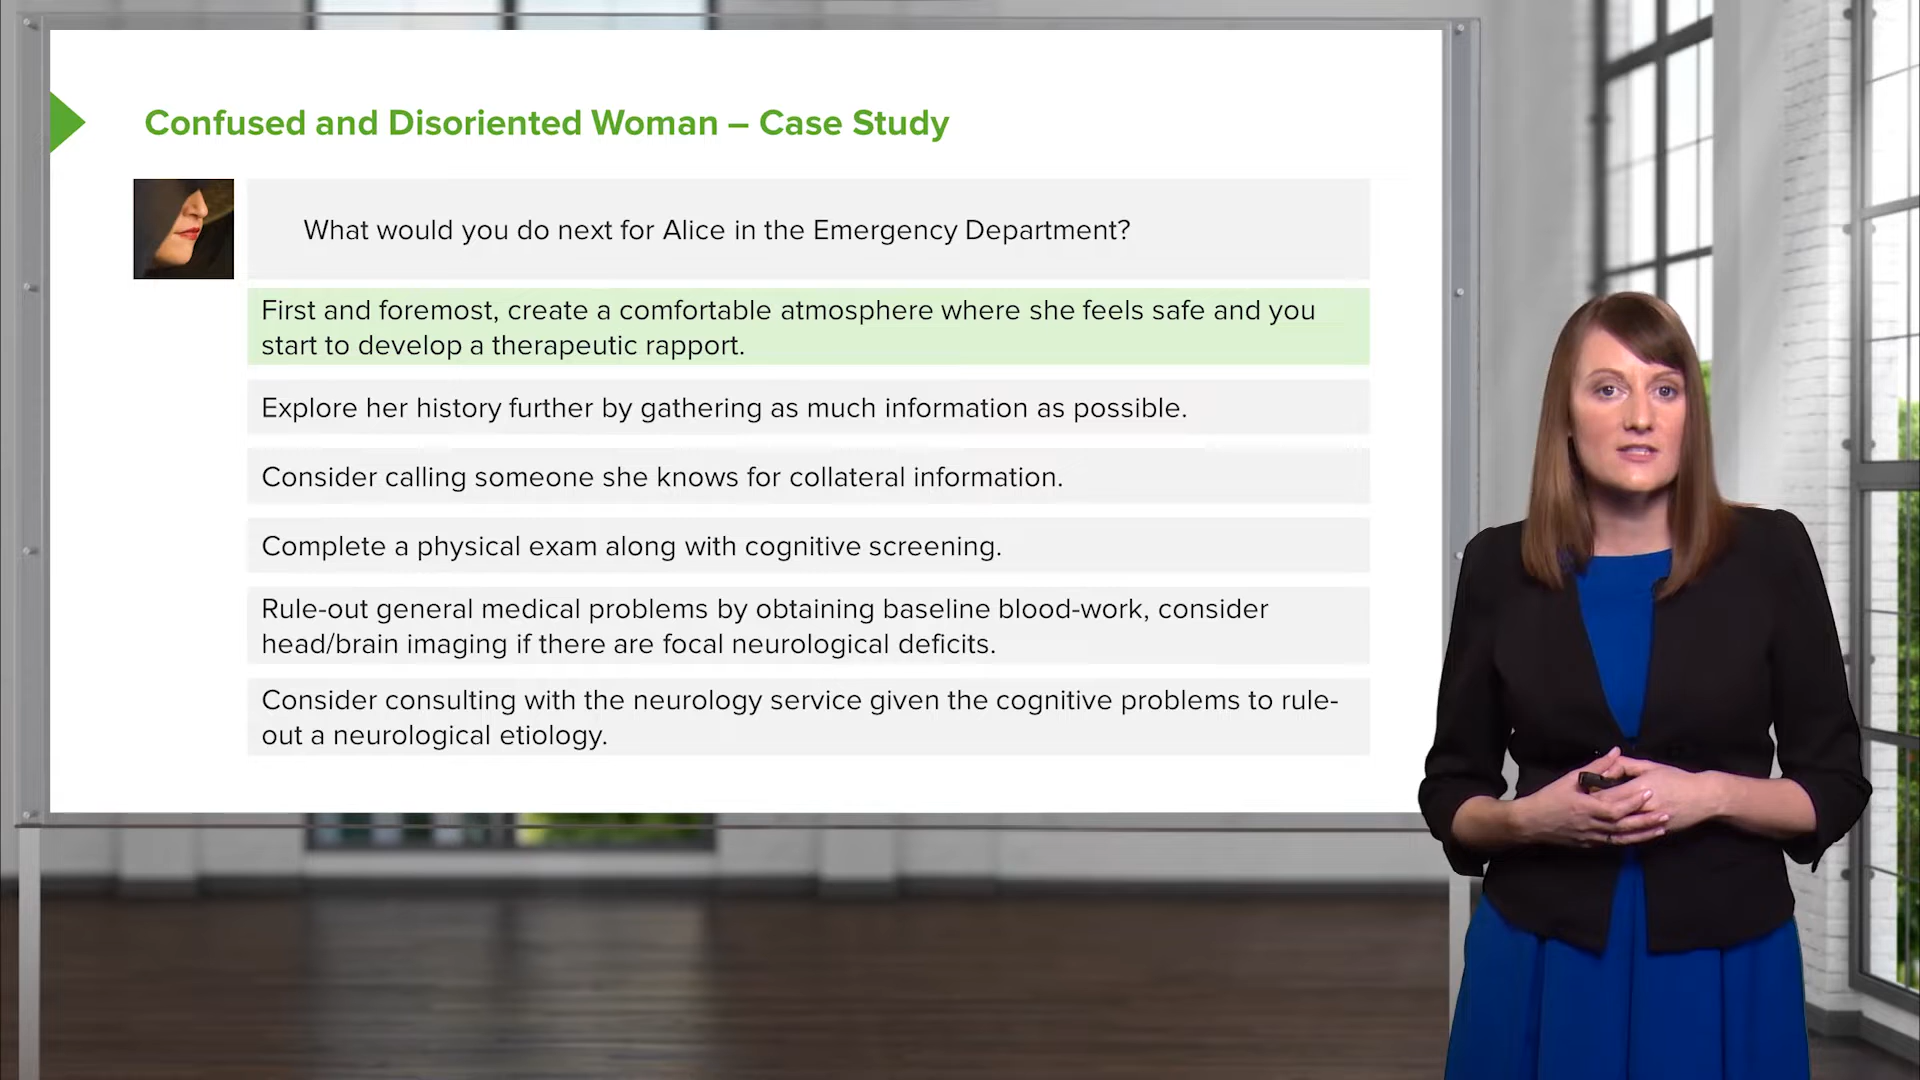 Confused and Disoriented Woman – Case Study
What would you do next for Alice in the Emergency Department?
First and foremost, create a comfortable atmosphere where she feels safe and you
start to develop a therapeutic rapport.
Explore her history further by gathering as much information as possible.
Consider calling someone she knows for collateral information.
Complete a physical exam along with cognitive screening.
Rule-out general medical problems by obtaining baseline blood-work, consider
head/brain imaging if there are focal neurological deficits.
Consider consulting with the neurology service given the cognitive problems to rule-
out a neurological etiology.